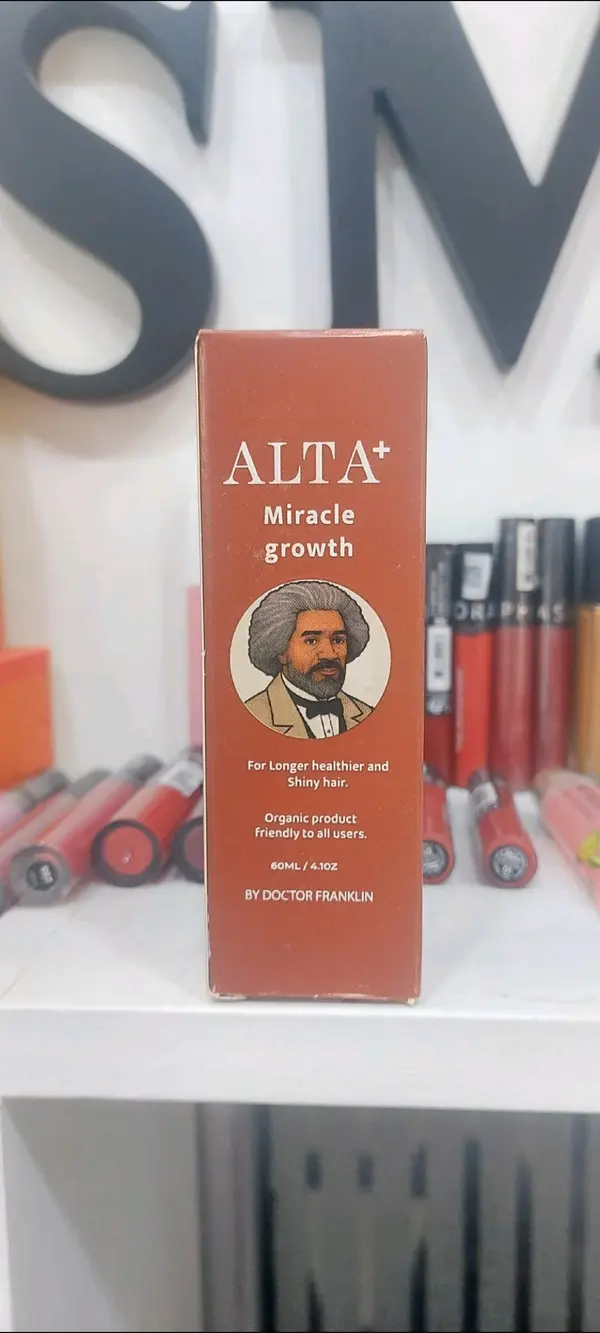 SM
ALTA+
Miracle
growth
For Longer healthier and
Shiny hair.
Organic product
friendly to all users.
60ML / 4.1OZ
BY DOCTOR FRANKLIN